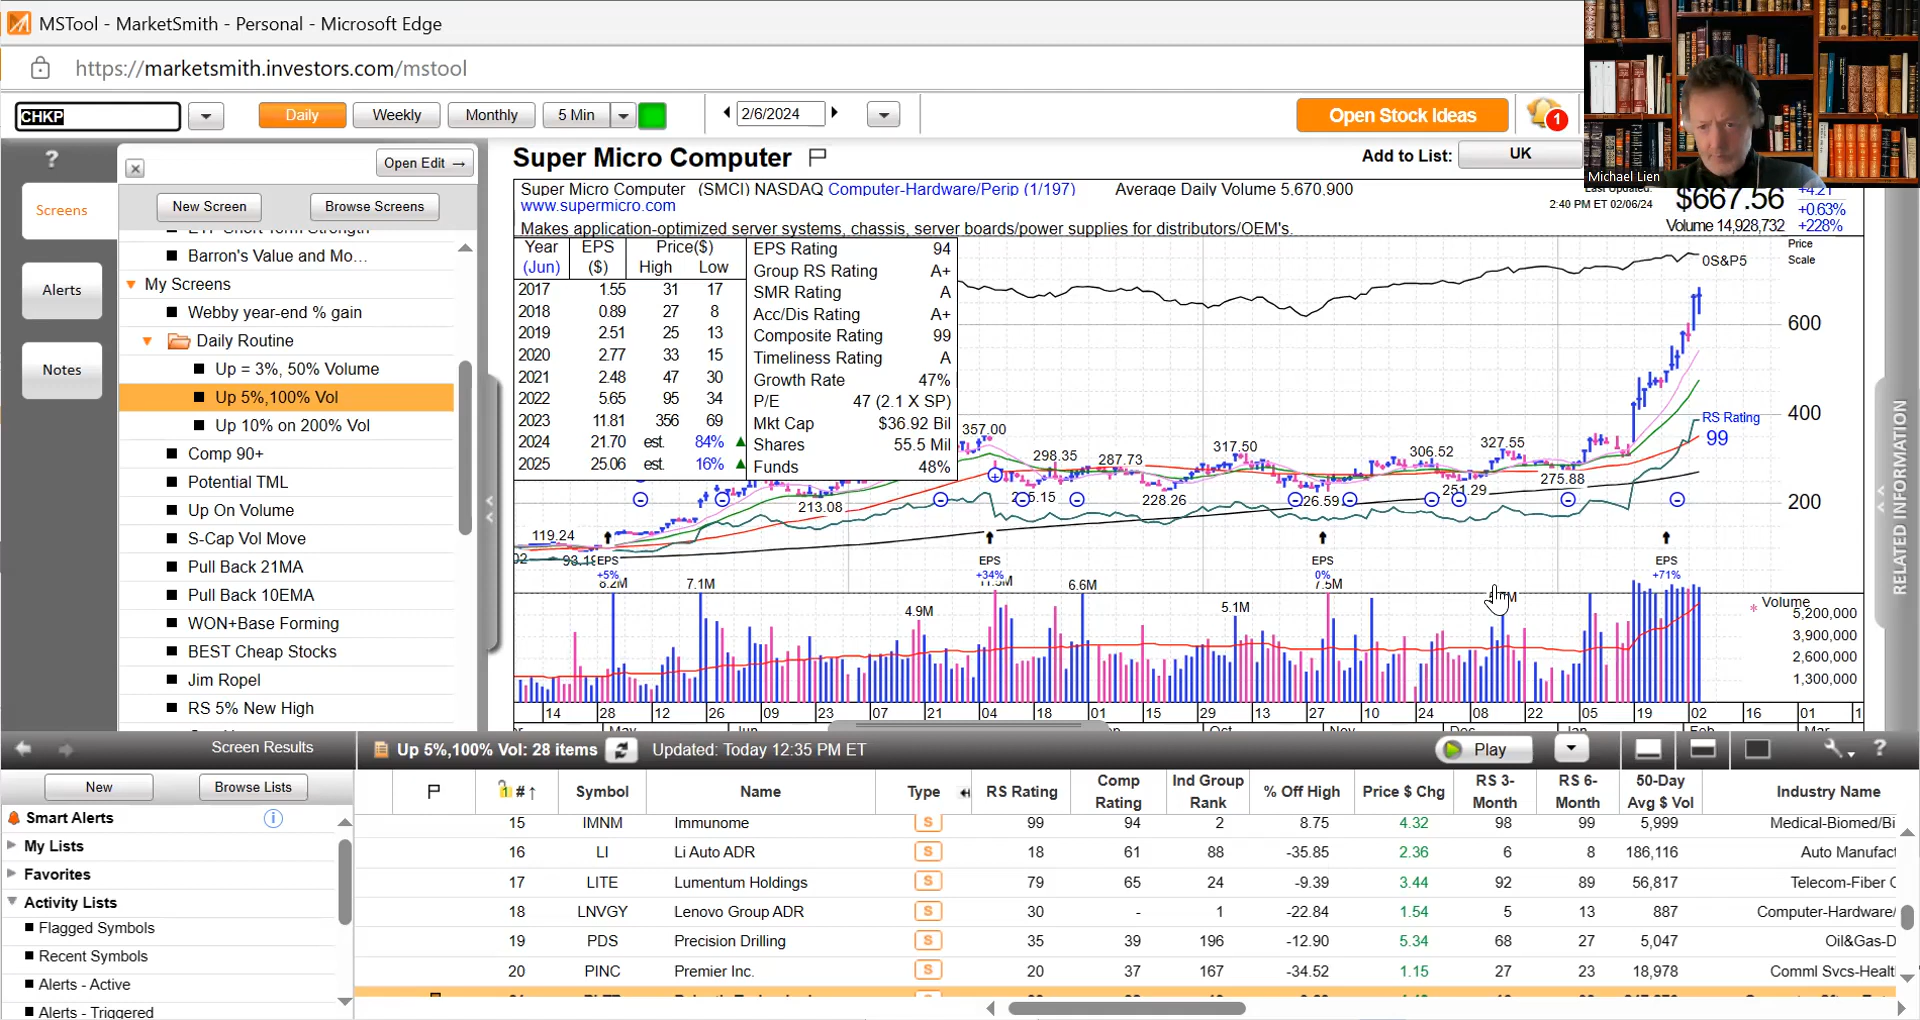 MSTool - MarketSmith - Personal - Microsoft Edge
https://marketsmith.investors.com/mstool
CHKP
Daily
Weekly
Monthly
5 Min
2/6/2024
Open Stock Ideas
1
Michael Lien
?
Screens
Alerts
Notes
Open Edit →
New Screen
Browse Screens
Barron's Value and Mo…
My Screens
Webby year-end % gain
Daily Routine
Up = 3%, 50% Volume
Up 5%,100% Vol
Up 10% on 200% Vol
Comp 90+
Potential TML
Up On Volume
S-Cap Vol Move
Pull Back 21MA
Pull Back 10EMA
WON+Base Forming
BEST Cheap Stocks
Jim Ropel
RS 5% New High
Super Micro Computer
Add to List:
UK
Super Micro Computer (SMCI) NASDAQ Computer-Hardware/Perip (1/197) Average Daily Volume 5,670,900
www.supermicro.com
Makes application-optimized server systems, chassis, server boards/power supplies for distributors/OEM's.
Last Updated:
2:40 PM ET 02/06/24
$667.56
+4.21
+0.63%
Volume 14,928,732 +228%
Year EPS Price($)
(Jun) ($) High Low
2017 1.55 31 17
2018 0.89 27 8
2019 2.51 25 13
2020 2.77 33 15
2021 2.48 47 30
2022 5.65 95 34
2023 11.81 356 69
2024 21.70 est. 84%
2025 25.06 est. 16%
EPS Rating 94
Group RS Rating A+
SMR Rating A
Acc/Dis Rating A+
Composite Rating 99
Timeliness Rating A
Growth Rate 47%
P/E 47 (2.1 X SP)
Mkt Cap $36.92 Bil
Shares 55.5 Mil
Funds 48%
Price
Scale
0S&P5
600
400
200
RS Rating
99
357.00
298.35
287.73
317.50
306.52
327.55
213.08
228.26
251.29
275.88
119.24
EPS
+5%
EPS
+34%
EPS
0%
EPS
+71%
8.2M
7.1M
4.9M
6.6M
5.1M
7.5M
Volume
5,200,000
3,900,000
2,600,000
1,300,000
14 28 12 26 09 23 07 21 04 18 01 15 29 13 27 10 24 08 22 05 19 02 16 01
RELATED INFORMATION
Screen Results
Up 5%,100% Vol: 28 items
Updated: Today 12:35 PM ET
Play
?
New
Browse Lists
Smart Alerts
My Lists
Favorites
Activity Lists
Flagged Symbols
Recent Symbols
Alerts - Active
Alerts - Triggered
# Symbol Name Type RS Rating Comp Rating Ind Group Rank % Off High Price $ Chg RS 3-Month RS 6-Month 50-Day Avg $ Vol Industry Name
15 IMNM Immunome S 99 94 2 8.75 4.32 98 99 5,999 Medical-Biomed/Bi
16 LI Li Auto ADR S 18 61 88 -35.85 2.36 6 8 186,116 Auto Manufact
17 LITE Lumentum Holdings S 79 65 24 -9.39 3.44 92 89 56,817 Telecom-Fiber
18 LNVGY Lenovo Group ADR S 30 - 1 -22.84 1.54 5 13 887 Computer-Hardware/
19 PDS Precision Drilling S 35 39 196 -12.90 5.34 68 27 5,047 Oil&Gas-D
20 PINC Premier Inc. S 20 37 167 -34.52 1.15 27 23 18,978 Comml Svcs-Healt